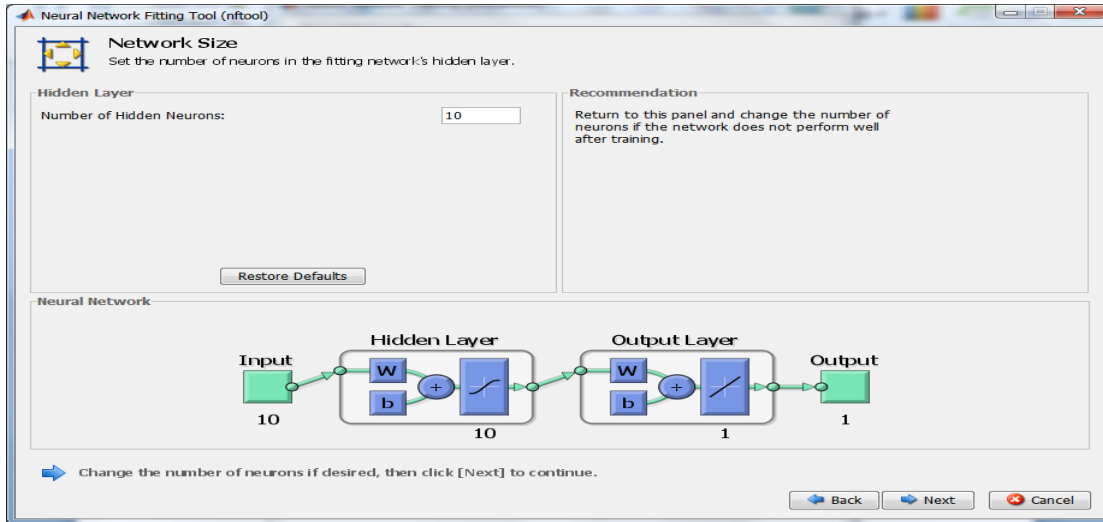 Neural Network Fitting Tool (nftool)
Network Size
Set the number of neurons in the fitting network's hidden layer.
Hidden Layer
Number of Hidden Neurons:
10
Restore Defaults
Recommendation
Return to this panel and change the number of
neurons if the network does not perform well
after training.
Neural Network
Hidden Layer
Output Layer
Input
Output
W
b
+
W
b
+
10
10
1
1
Change the number of neurons if desired, then click [Next] to continue.
Back
Next
Cancel